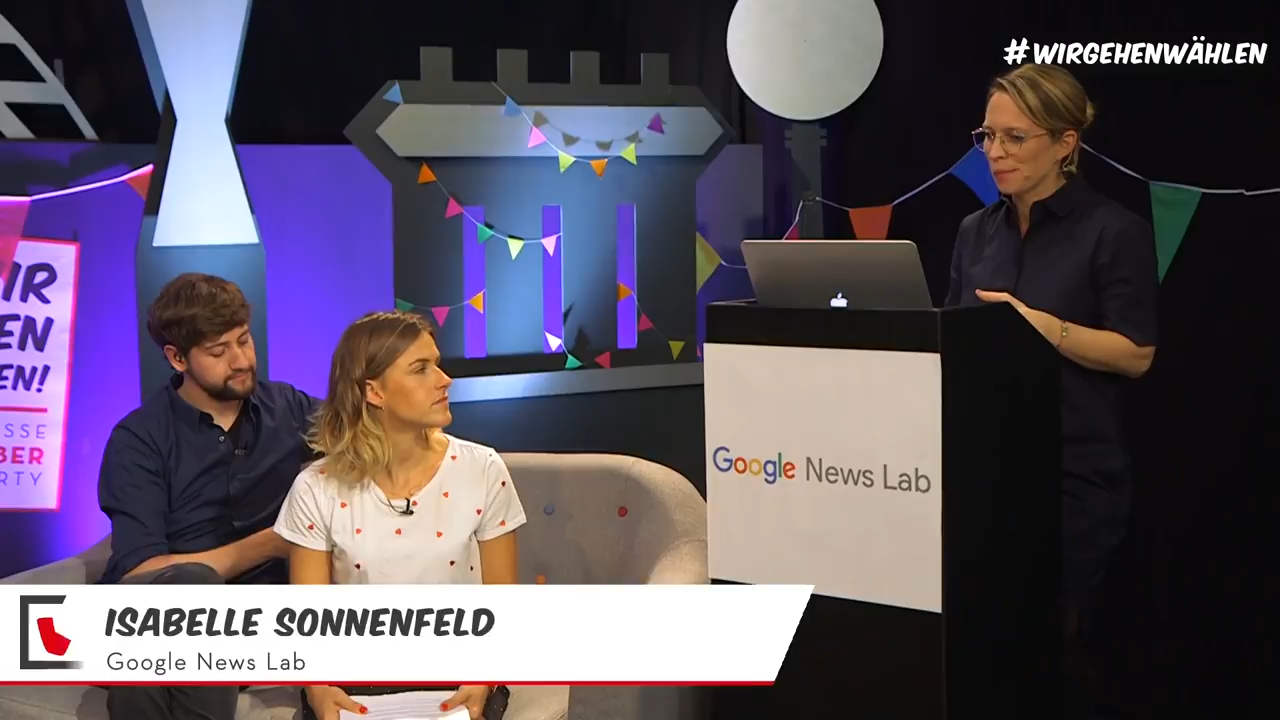 #WIRGEHENWÄHLEN
IR
EN
EN!
SSE
BER
RTY
Google News Lab
ISABELLE SONNENFELD
Google News Lab